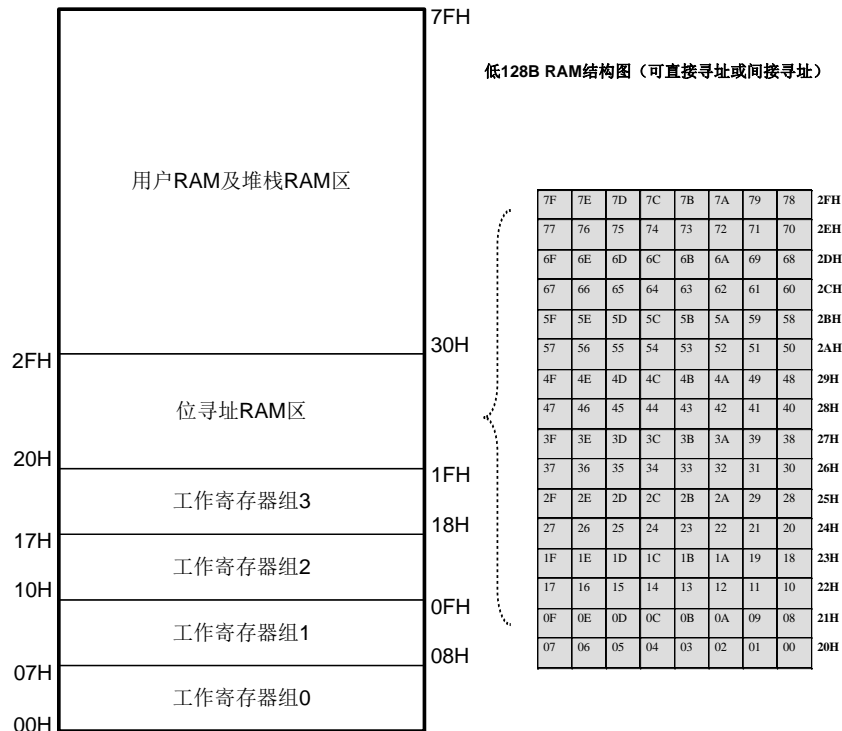 7FH
低128B RAM结构图（可直接寻址或间接寻址）
用户RAM及堆栈RAM区
30H
2FH
位寻址RAM区
20H
1FH
工作寄存器组3
18H
17H
工作寄存器组2
10H
0FH
工作寄存器组1
08H
07H
工作寄存器组0
00H
7F 7E 7D 7C 7B 7A 79 78 2FH
77 76 75 74 73 72 71 70 2EH
6F 6E 6D 6C 6B 6A 69 68 2DH
67 66 65 64 63 62 61 60 2CH
5F 5E 5D 5C 5B 5A 59 58 2BH
57 56 55 54 53 52 51 50 2AH
4F 4E 4D 4C 4B 4A 49 48 29H
47 46 45 44 43 42 41 40 28H
3F 3E 3D 3C 3B 3A 39 38 27H
37 36 35 34 33 32 31 30 26H
2F 2E 2D 2C 2B 2A 29 28 25H
27 26 25 24 23 22 21 20 24H
1F 1E 1D 1C 1B 1A 19 18 23H
17 16 15 14 13 12 11 10 22H
0F 0E 0D 0C 0B 0A 09 08 21H
07 06 05 04 03 02 01 00 20H